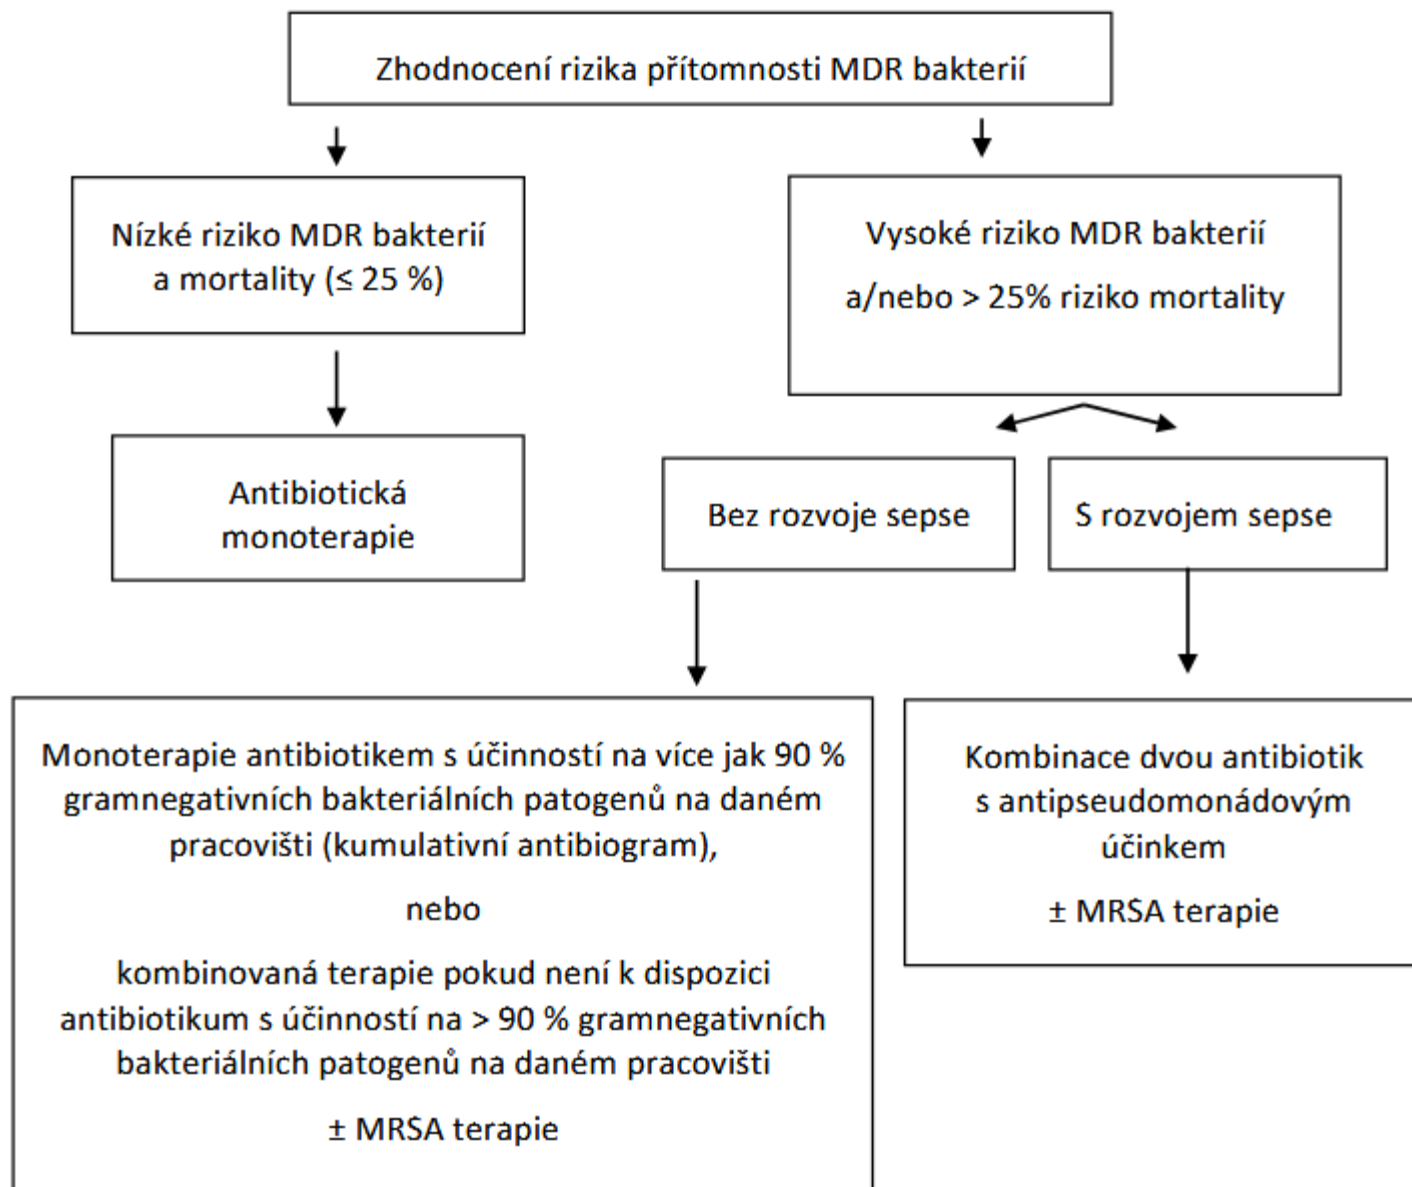 Zhodnocení rizika přítomnosti MDR bakterií
Nízké riziko MDR bakterií
a mortality (≤ 25 %)
Vysoké riziko MDR bakterií
a/nebo > 25% riziko mortality
Antibiotická
monoterapie
Bez rozvoje sepse
S rozvojem sepse
Monoterapie antibiotikem s účinností na více jak 90 %
gramnegativních bakteriálních patogenů na daném
pracovišti (kumulativní antibiogram),
nebo
kombinovaná terapie pokud není k dispozici
antibiotikum s účinností na > 90 % gramnegativních
bakteriálních patogenů na daném pracovišti
± MRSA terapie
Kombinace dvou antibiotik
s antipseudomonádovým
účinkem
± MRSA terapie